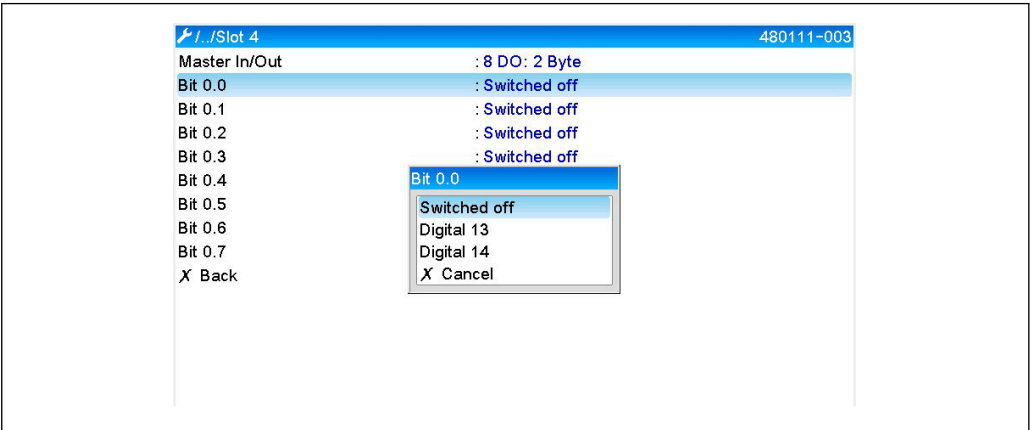 /../Slot 4 480111-003
Master In/Out : 8 DO: 2 Byte
Bit 0.0 : Switched off
Bit 0.1 : Switched off
Bit 0.2 : Switched off
Bit 0.3 : Switched off
Bit 0.4
Bit 0.5
Bit 0.6
Bit 0.7
X Back
Bit 0.0
Switched off
Digital 13
Digital 14
X Cancel